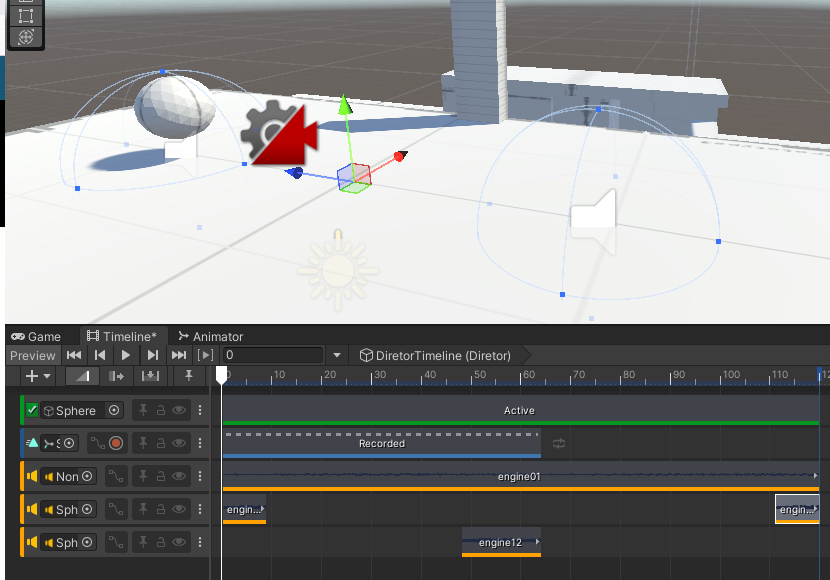 Game Timeline* Animator
Preview 0 DiretorTimeline (Diretor)
0 10 20 30 40 50 60 70 80 90 100 110
Sphere Active
Recorded
Non engine01
Sph engin... engin...
Sph engine12